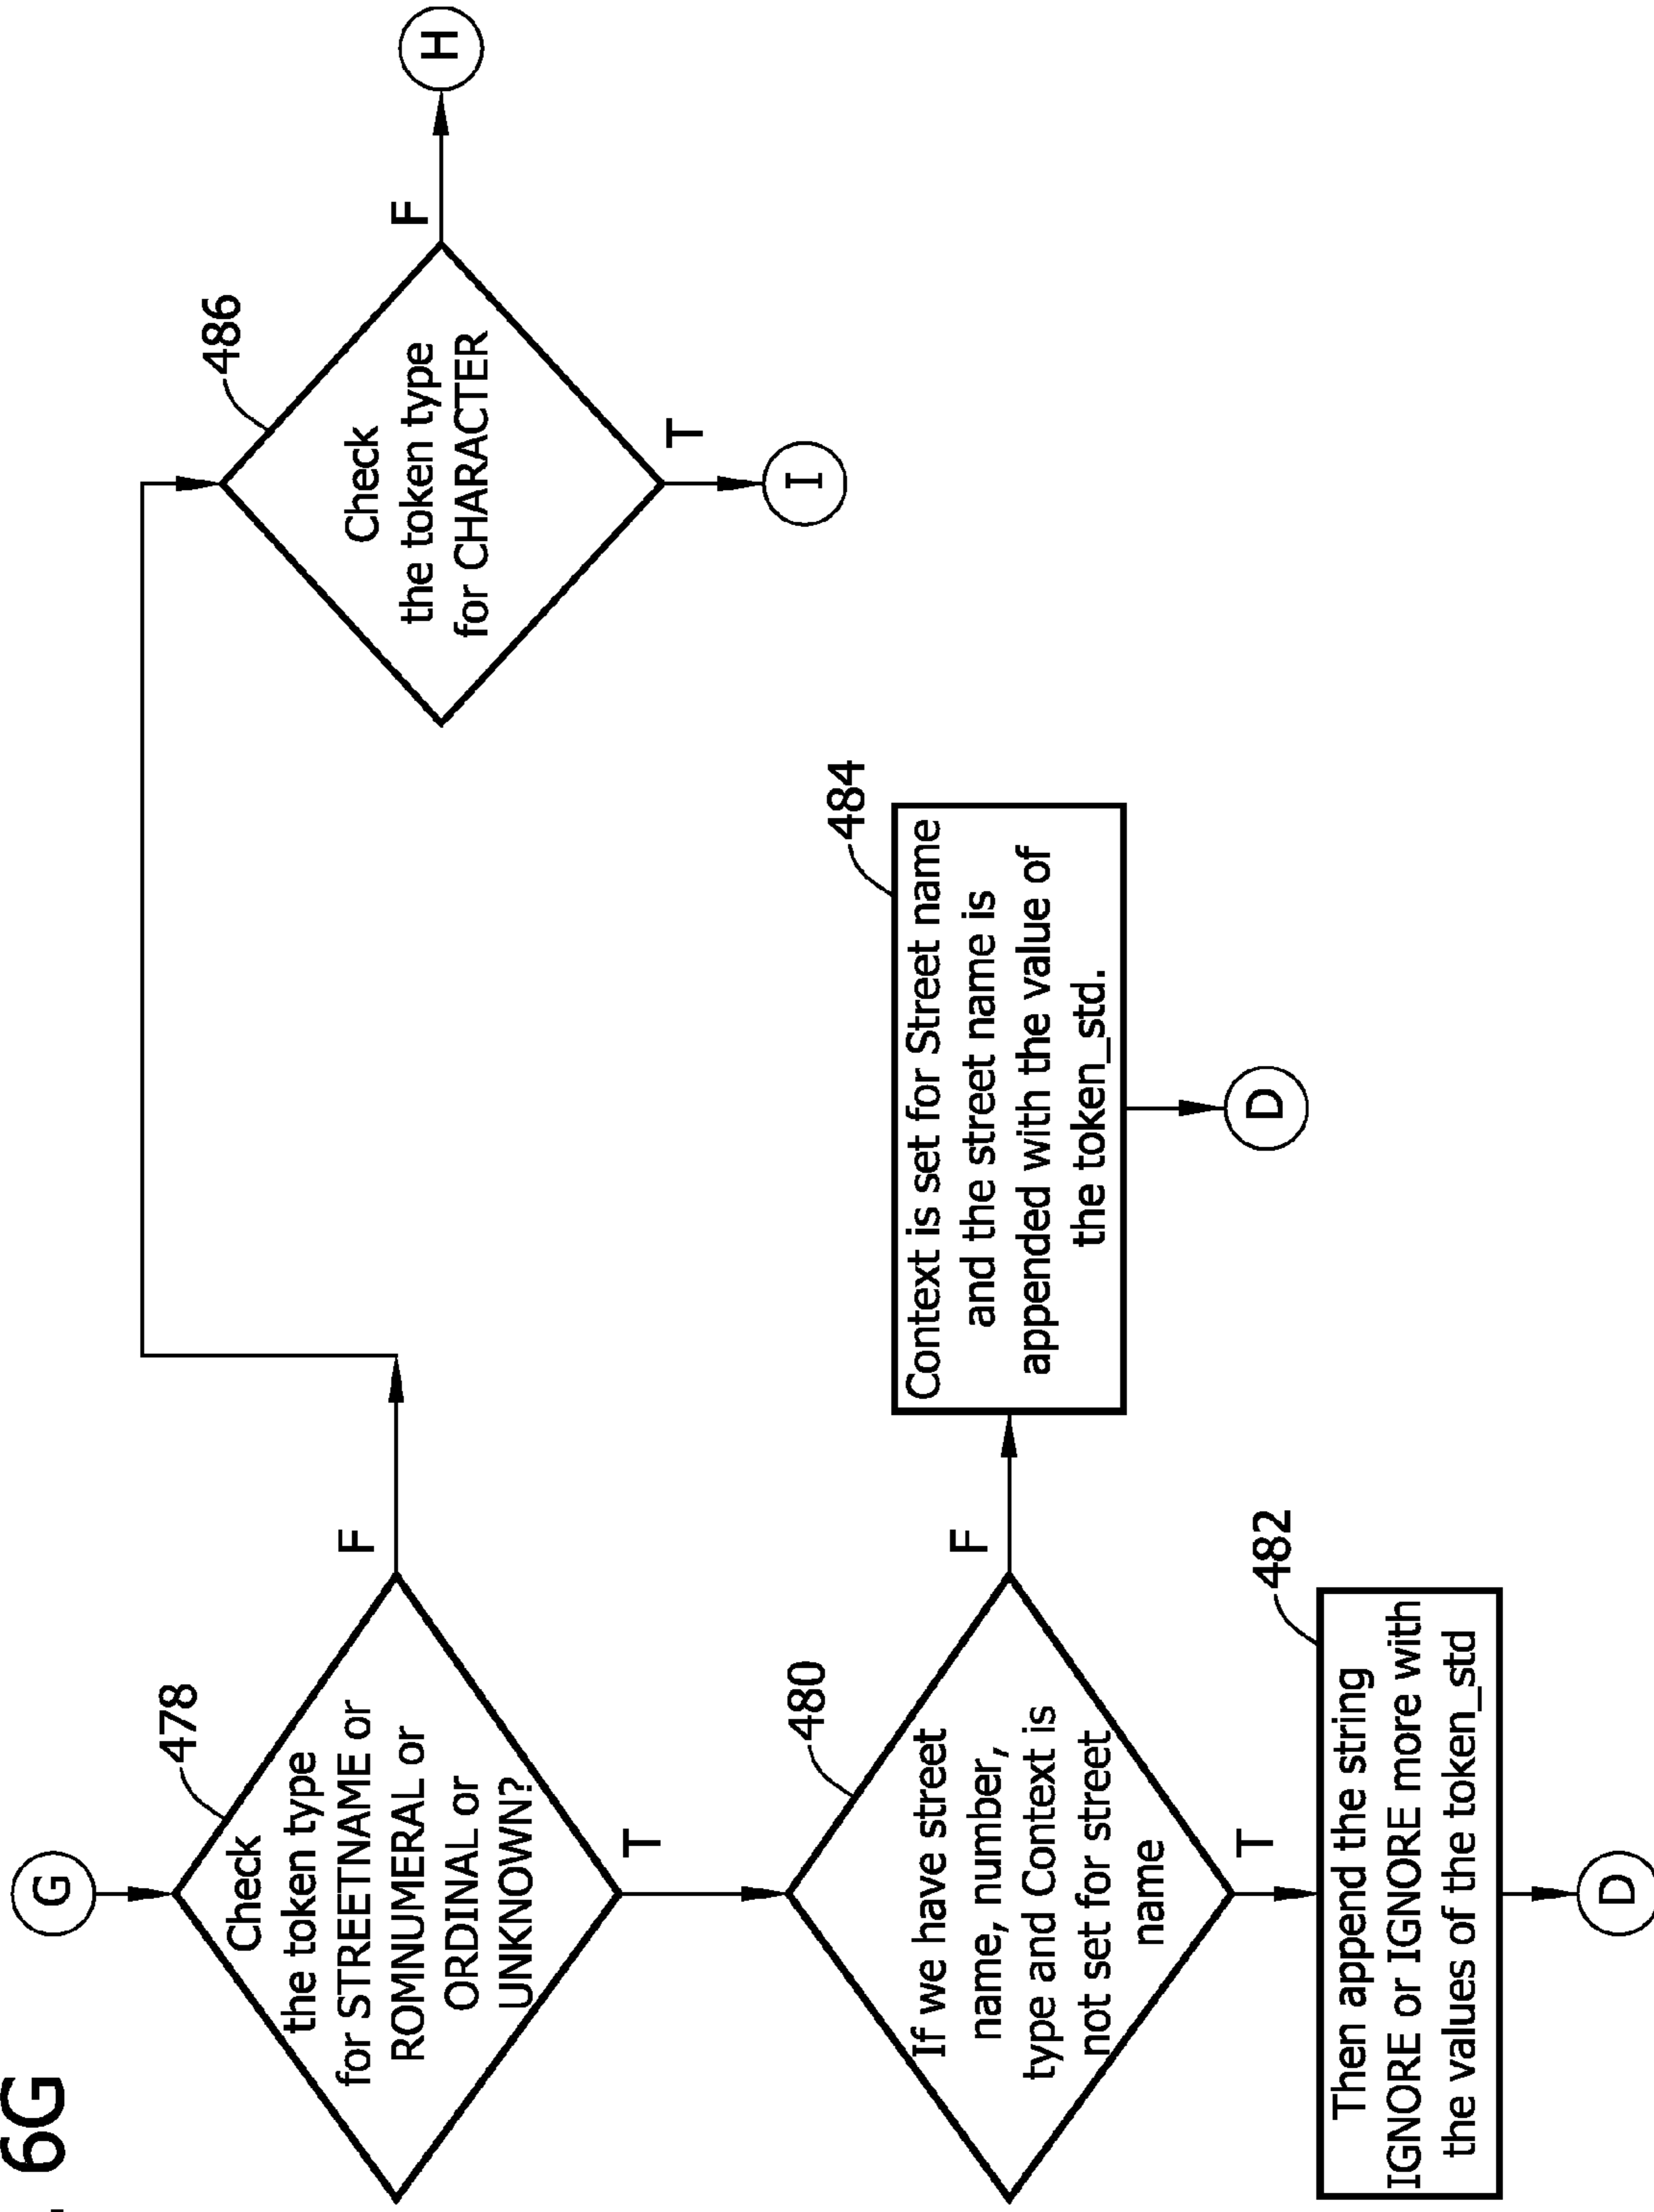 6G
G
478
Check
the token type
for STREETNAME or
ROMNUMERAL or
ORDINAL or
UNKNOWN?
F
T
480
If we have street
name, number,
type and Context is
not set for street
name
F
T
482
Then append the string
IGNORE or IGNORE more with
the values of the token_std
D
484
Context is set for Street name
and the street name is
appended with the value of
the token_std.
D
486
Check
the token type
for CHARACTER
F
H
T
I